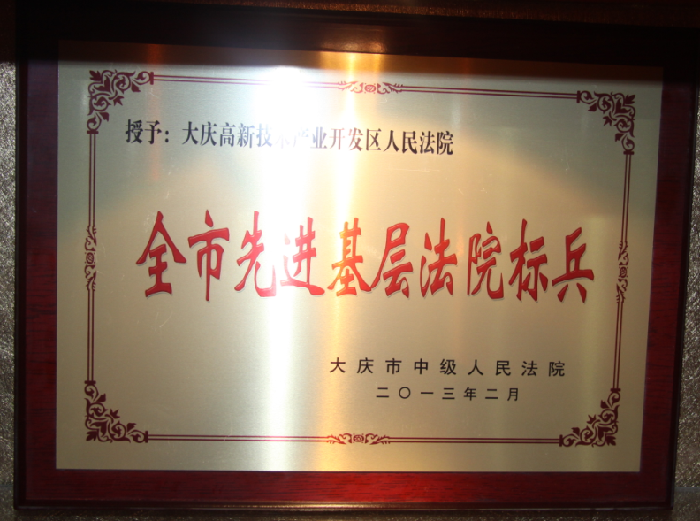 授予：大庆高新技术产业开发区人民法院
全市先进基层法院标兵
大庆市中级人民法院
二〇一三年二月